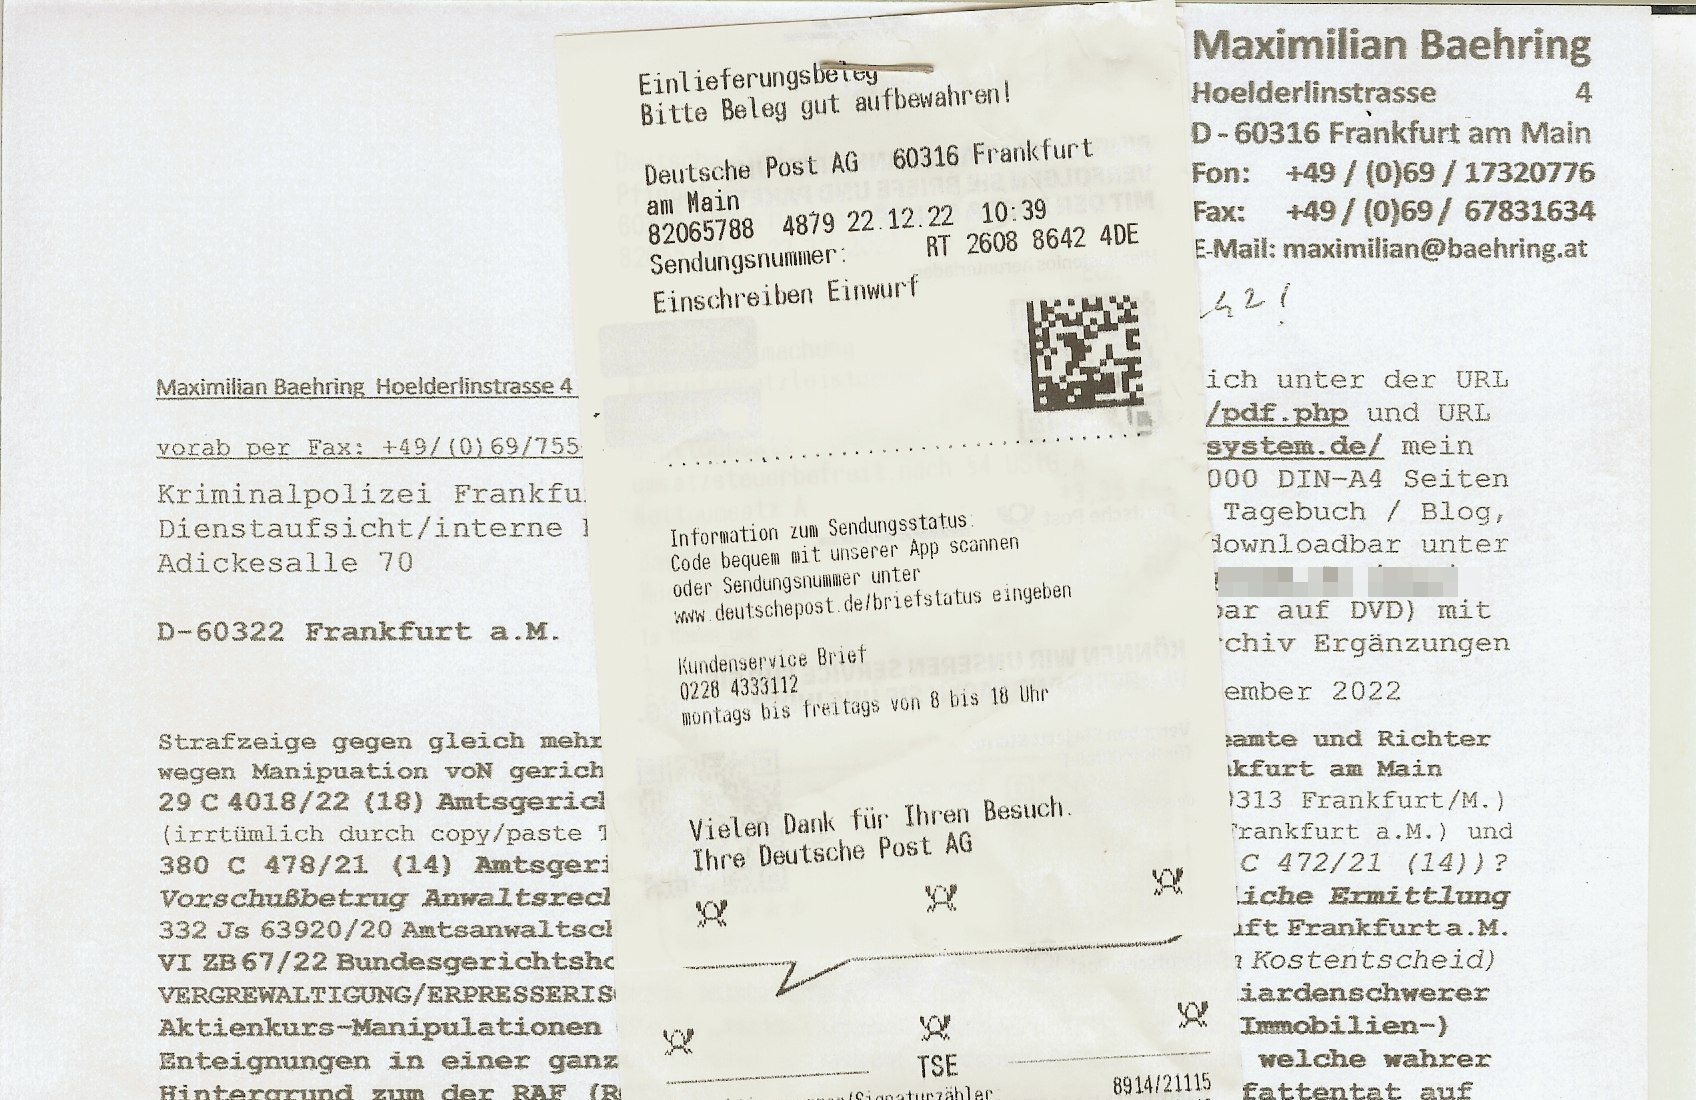 Maximilian Baehring
Hoelderlinstrasse 4
D - 60316 Frankfurt am Main
Fon: +49 / (0)69 / 17320776
Fax: +49 / (0)69 / 67831634
E-Mail: maximilian@baehring.at
Einlieferungsbeleg
Bitte Beleg gut aufbewahren!
Deutsche Post AG 60316 Frankfurt
am Main
82065788 4879 22.12.22 10:39
Sendungsnummer: RT 2608 8642 4DE
Einschreiben Einwurf
Information zum Sendungsstatus:
Code bequem mit unserer App scannen
oder Sendungsnummer unter
www.deutschepost.de/briefstatus eingeben
Kundenservice Brief
0228 4333112
montags bis freitags von 8 bis 18 Uhr
Vielen Dank für Ihren Besuch.
Ihre Deutsche Post AG
TSE
8914/21115
Maximilian Baehring Hoelderlinstrasse 4
vorab per Fax: +49/(0)69/755
Kriminalpolizei Frankfu
Dienstaufsicht/interne
Adickesalle 70
D-60322 Frankfurt a.M.
ich unter der URL
/pdf.php und URL
system.de/ mein
000 DIN-A4 Seiten
Tagebuch / Blog,
downloadbar unter
bar auf DVD) mit
rchiv Ergänzungen
ember 2022
Strafzeige gegen gleich mehr
eamte und Richter
wegen Manipuation voN gerich
kfurt am Main
29 C 4018/22 (18) Amtsgerich
313 Frankfurt/M.)
(irrtümlich durch copy/paste
Frankfurt a.M.) und
380 C 478/21 (14) Amtsgeri
C 472/21 (14))?
Vorschußbetrug Anwaltsrech
liche Ermittlung
332 Js 63920/20 Amtsanwaltsch
aft Frankfurt a.M.
VI ZB 67/22 Bundesgerichtsho
Kostentscheid)
VERGREWALTIGUNG/ERPRESSERIS
iardenschwerer
Aktienkurs-Manipulationen
Immobilien-)
Enteignungen in einer ganz
welche wahrer
Hintergrund zum der RAF
fattentat auf